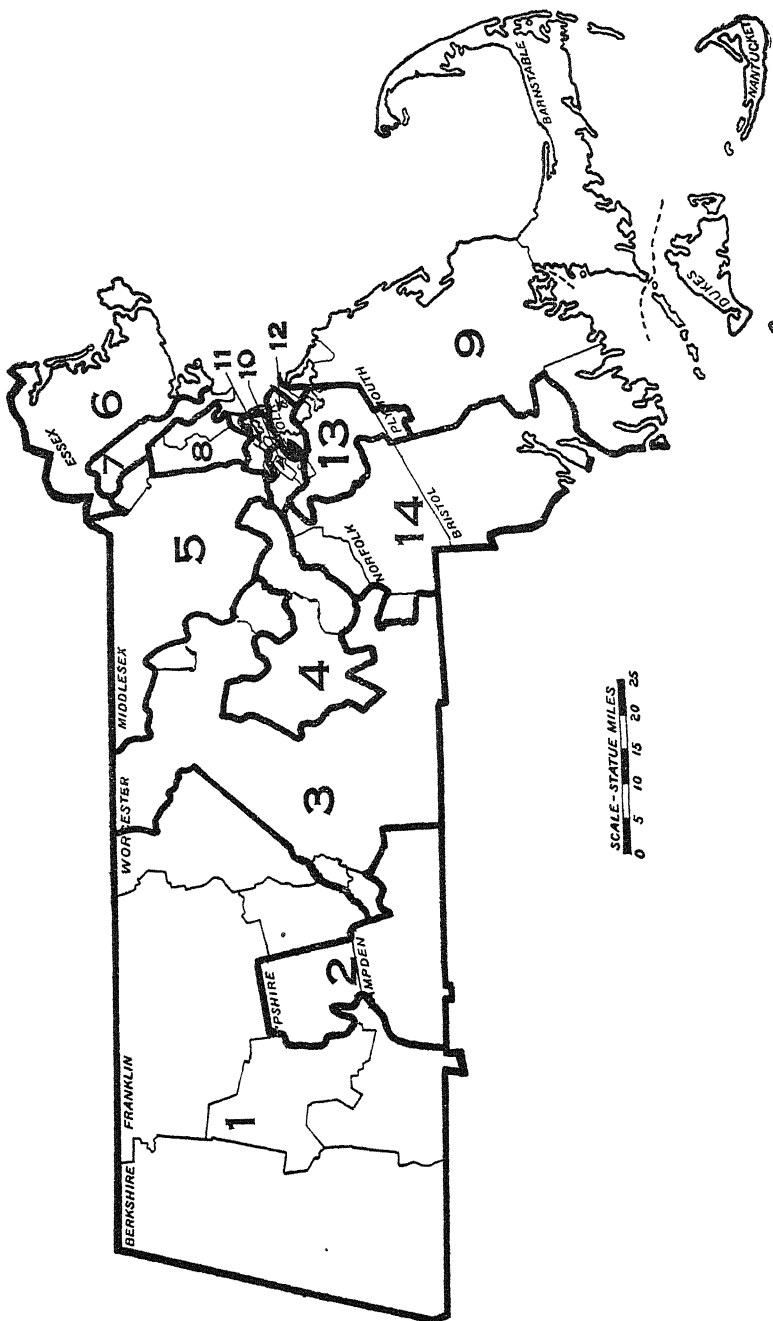 BERKSHIRE
FRANKLIN
WORCESTER
MIDDLESEX
ESSEX
1
PSHIRE
2
AMPDEN
3
4
5
6
7
8
11
10
12
13
14
9
NORFOLK
BRISTOL
PLYMOUTH
BARNSTABLE
DUKES
NANTUCKET
SCALE-STATUE MILES
0 5 10 15 20 25